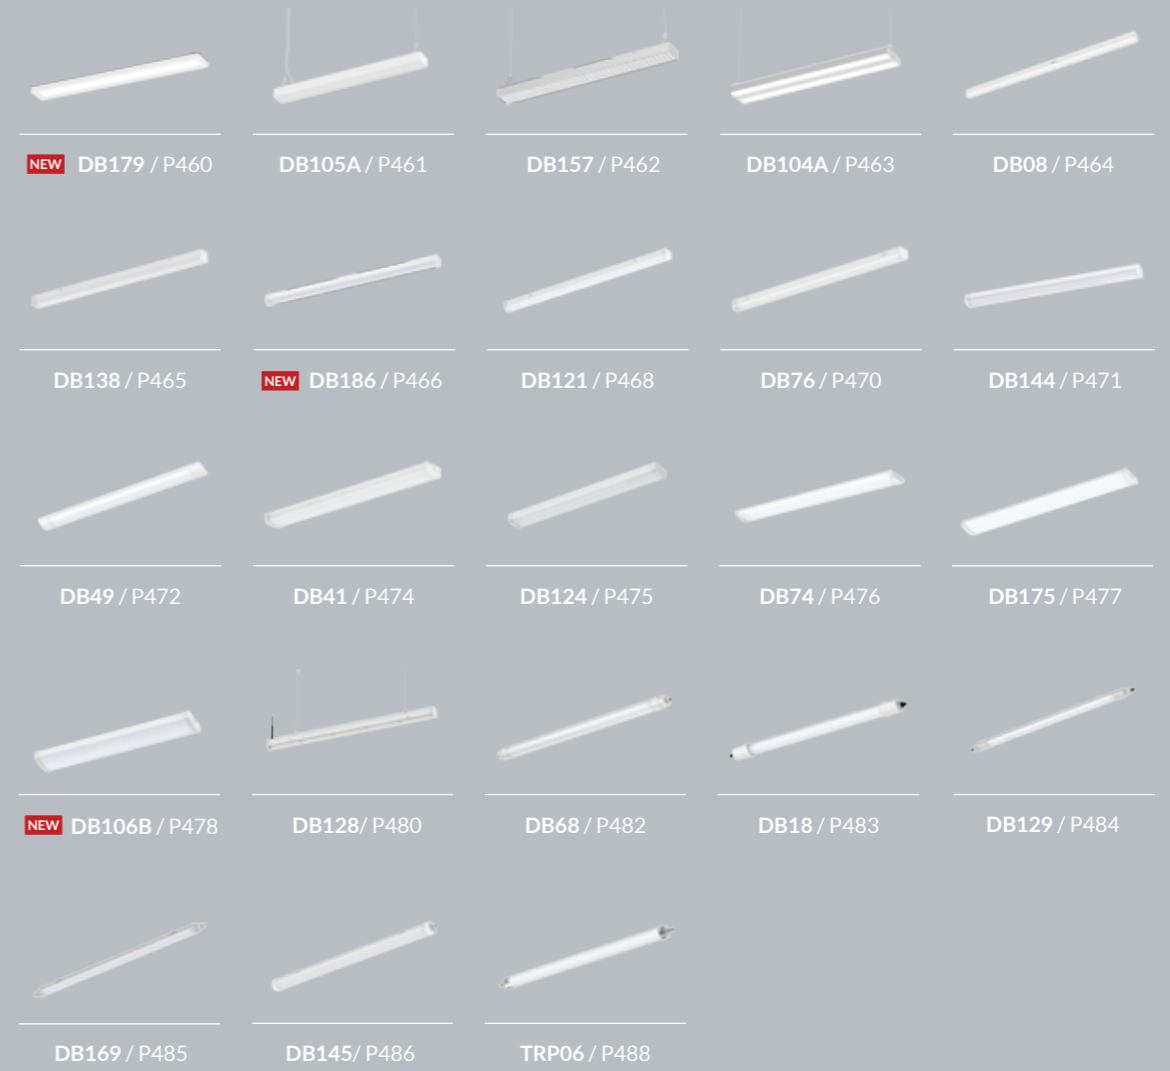 NEW DB179 / P460
DB105A / P461
DB157 / P462
DB104A / P463
DB08 / P464
DB138 / P465
NEW DB186 / P466
DB121 / P468
DB76 / P470
DB144 / P471
DB49 / P472
DB41 / P474
DB124 / P475
DB74 / P476
DB175 / P477
NEW DB106B / P478
DB128/ P480
DB68 / P482
DB18 / P483
DB129 / P484
DB169 / P485
DB145/ P486
TRP06 / P488